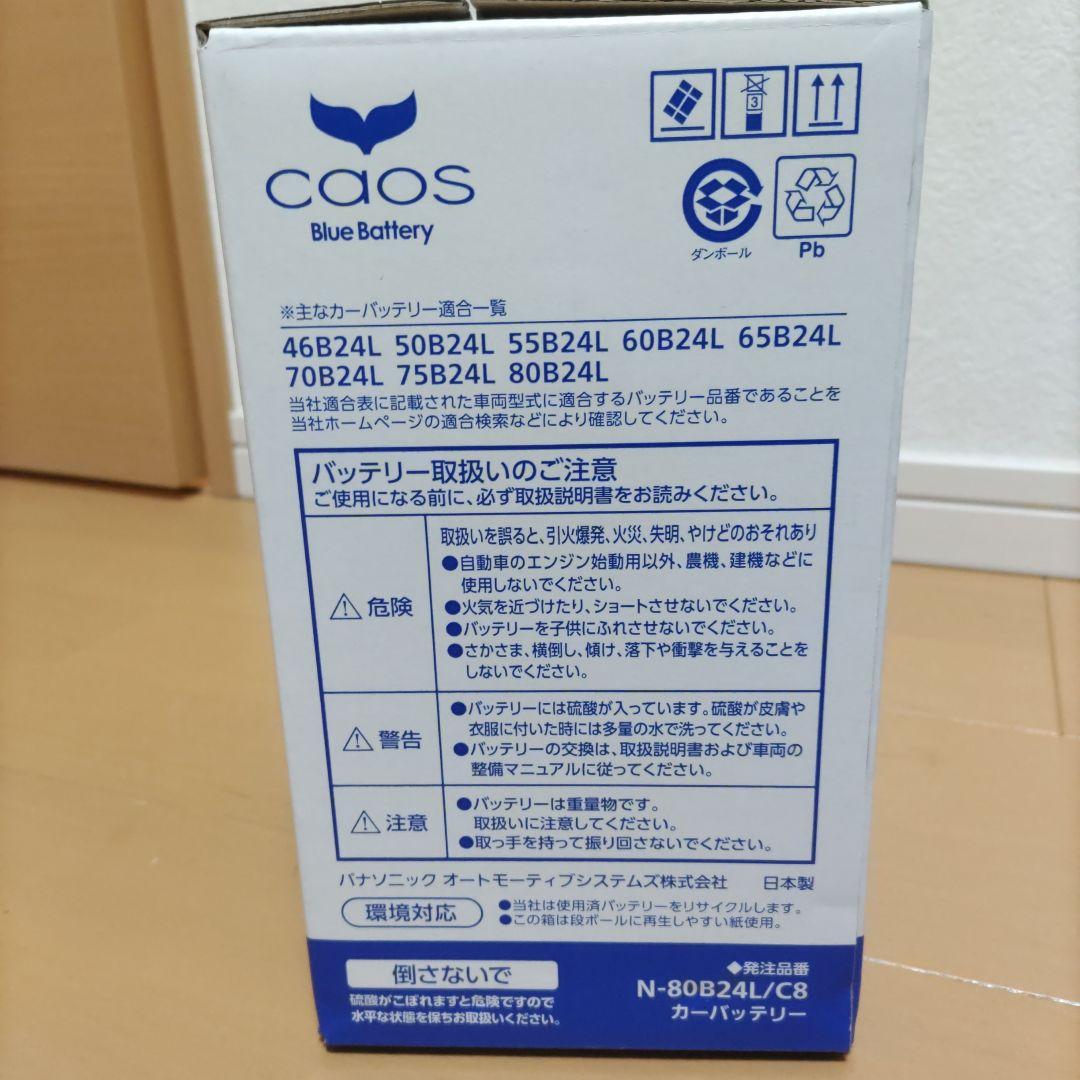 caos
Blue Battery
3
ダンボール
Pb
※主なカーバッテリー適合一覧
46B24L 50B24L 55B24L 60B24L 65B24L
70B24L 75B24L 80B24L
当社適合表に記載された車両型式に適合するバッテリー品番であることを
当社ホームページの適合検索などにより確認してください。
バッテリー取扱いのご注意
ご使用になる前に、必ず取扱説明書をお読みください。
危険
取扱いを誤ると、引火爆発、火災、失明、やけどのおそれあり
●自動車のエンジン始動用以外、農機、建機などに
使用しないでください。
●火気を近づけたり、ショートさせないでください。
●バッテリーを子供にふれさせないでください。
●さかさま、横倒し、傾け、落下や衝撃を与えることを
しないでください。
警告
●バッテリーには硫酸が入っています。硫酸が皮膚や
衣服に付いた時には多量の水で洗ってください。
●バッテリーの交換は、取扱説明書および車両の
整備マニュアルに従ってください。
注意
●バッテリーは重量物です。
取扱いに注意してください。
●取っ手を持って振り回さないでください。
パナソニック オートモーティブシステムズ株式会社 日本製
環境対応
●当社は使用済バッテリーをリサイクルします。
●この箱は段ボールに再生しやすい紙使用。
倒さないで
硫酸がこぼれますと危険ですので
水平な状態を保ちお取扱いください。
◆発注品番
N-80B24L/C8
カーバッテリー